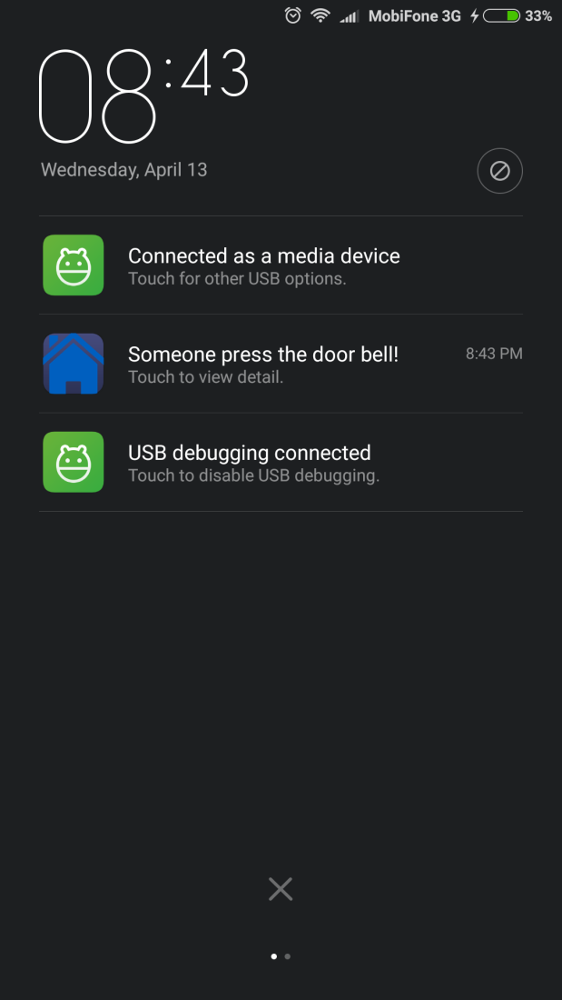 MobiFone 3G 33%
08:43
Wednesday, April 13
Connected as a media device
Touch for other USB options.
Someone press the door bell! 8:43 PM
Touch to view detail.
USB debugging connected
Touch to disable USB debugging.